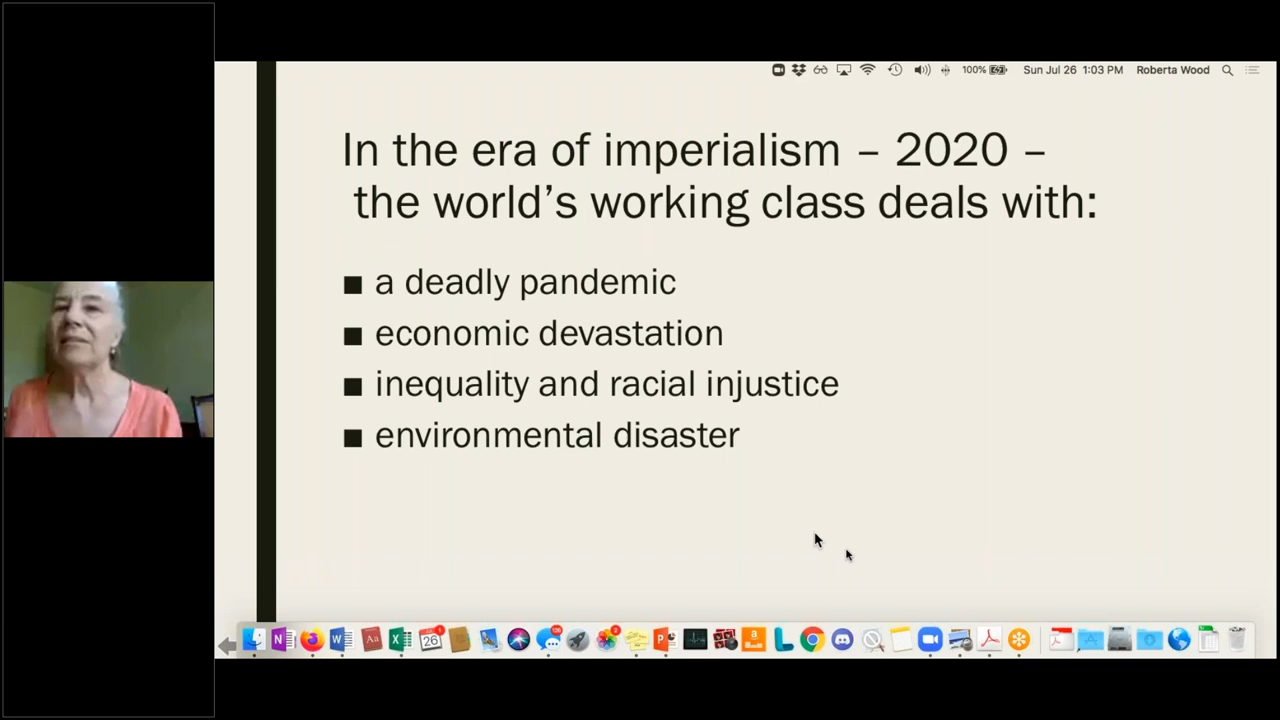 100% Sun Jul 26 1:03 PM Roberta Wood
In the era of imperialism – 2020 –
the world’s working class deals with:
■ a deadly pandemic
■ economic devastation
■ inequality and racial injustice
■ environmental disaster